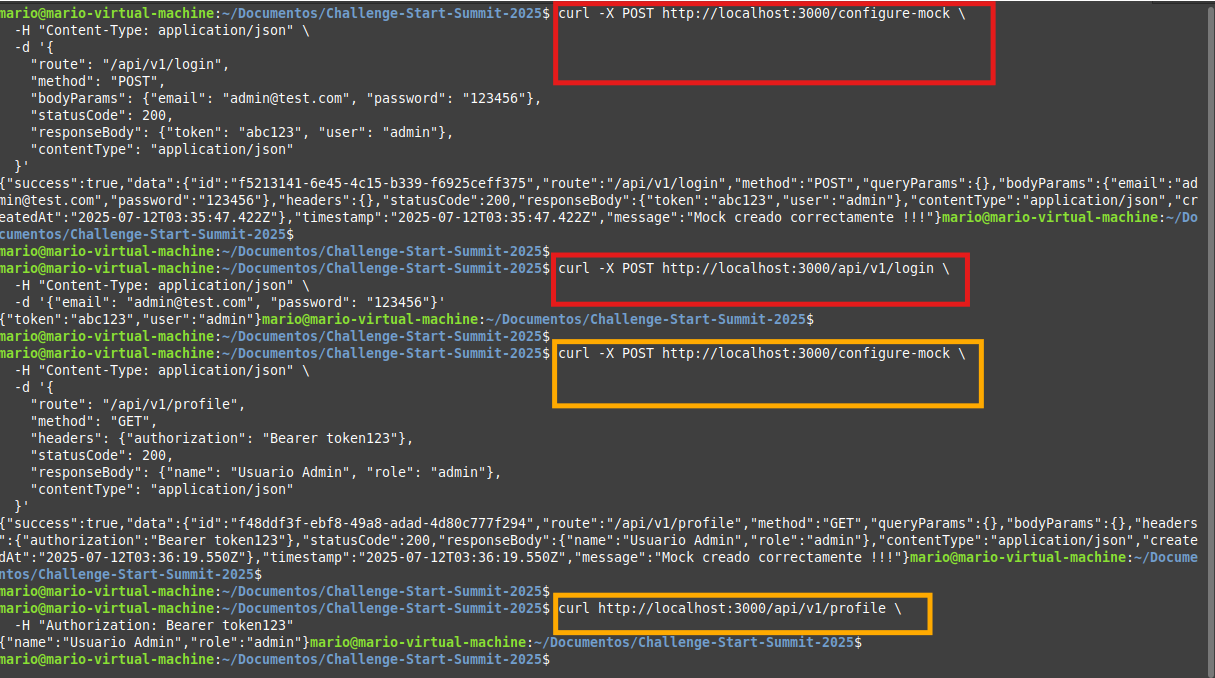 mario@mario-virtual-machine:~/Documentos/Challenge-Start-Summit-2025$ curl -X POST http://localhost:3000/configure-mock \
  -H "Content-Type: application/json" \
  -d '{
    "route": "/api/v1/login",
    "method": "POST",
    "bodyParams": {"email": "admin@test.com", "password": "123456"},
    "statusCode": 200,
    "responseBody": {"token": "abc123", "user": "admin"},
    "contentType": "application/json"
  }'
{"success":true,"data":{"id":"f5213141-6e45-4c15-b339-f6925ceff375","route":"/api/v1/login","method":"POST","queryParams":{},"bodyParams":{"email":"ad
min@test.com","password":"123456"},"headers":{},"statusCode":200,"responseBody":{"token":"abc123","user":"admin"},"contentType":"application/json","cr
eatedAt":"2025-07-12T03:35:47.422Z"},"timestamp":"2025-07-12T03:35:47.422Z","message":"Mock creado correctamente !!!"}mario@mario-virtual-machine:~/Do
cumentos/Challenge-Start-Summit-2025$
mario@mario-virtual-machine:~/Documentos/Challenge-Start-Summit-2025$
mario@mario-virtual-machine:~/Documentos/Challenge-Start-Summit-2025$ curl -X POST http://localhost:3000/api/v1/login \
  -H "Content-Type: application/json" \
  -d '{"email": "admin@test.com", "password": "123456"}'
{"token":"abc123","user":"admin"}mario@mario-virtual-machine:~/Documentos/Challenge-Start-Summit-2025$
mario@mario-virtual-machine:~/Documentos/Challenge-Start-Summit-2025$
mario@mario-virtual-machine:~/Documentos/Challenge-Start-Summit-2025$ curl -X POST http://localhost:3000/configure-mock \
  -H "Content-Type: application/json" \
  -d '{
    "route": "/api/v1/profile",
    "method": "GET",
    "headers": {"authorization": "Bearer token123"},
    "statusCode": 200,
    "responseBody": {"name": "Usuario Admin", "role": "admin"},
    "contentType": "application/json"
  }'
{"success":true,"data":{"id":"f48ddf3f-ebf8-49a8-adad-4d80c777f294","route":"/api/v1/profile","method":"GET","queryParams":{},"bodyParams":{},"headers
":{"authorization":"Bearer token123"},"statusCode":200,"responseBody":{"name":"Usuario Admin","role":"admin"},"contentType":"application/json","create
dAt":"2025-07-12T03:36:19.550Z"},"timestamp":"2025-07-12T03:36:19.550Z","message":"Mock creado correctamente !!!"}mario@mario-virtual-machine:~/Docume
ntos/Challenge-Start-Summit-2025$
mario@mario-virtual-machine:~/Documentos/Challenge-Start-Summit-2025$
mario@mario-virtual-machine:~/Documentos/Challenge-Start-Summit-2025$ curl http://localhost:3000/api/v1/profile \
  -H "Authorization: Bearer token123"
{"name":"Usuario Admin","role":"admin"}mario@mario-virtual-machine:~/Documentos/Challenge-Start-Summit-2025$
mario@mario-virtual-machine:~/Documentos/Challenge-Start-Summit-2025$